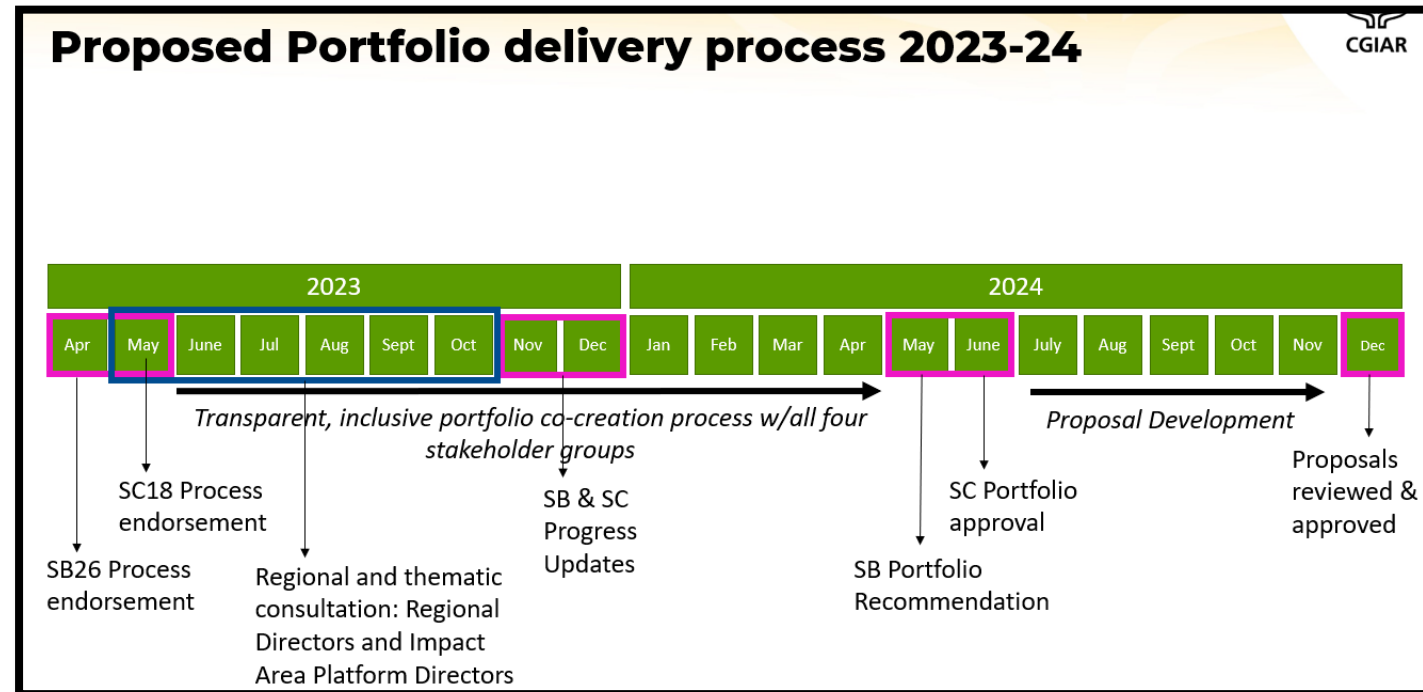 Proposed Portfolio delivery process 2023-24
CGIAR
2023
2024
Apr
May
June
Jul
Aug
Sept
Oct
Nov
Dec
Jan
Feb
Mar
Apr
May
June
July
Aug
Sept
Oct
Nov
Dec
Transparent, inclusive portfolio co-creation process w/all four
stakeholder groups
Proposal Development
SB26 Process
endorsement
SC18 Process
endorsement
Regional and thematic
consultation: Regional
Directors and Impact
Area Platform Directors
SB & SC
Progress
Updates
SB Portfolio
Recommendation
SC Portfolio
approval
Proposals
reviewed &
approved